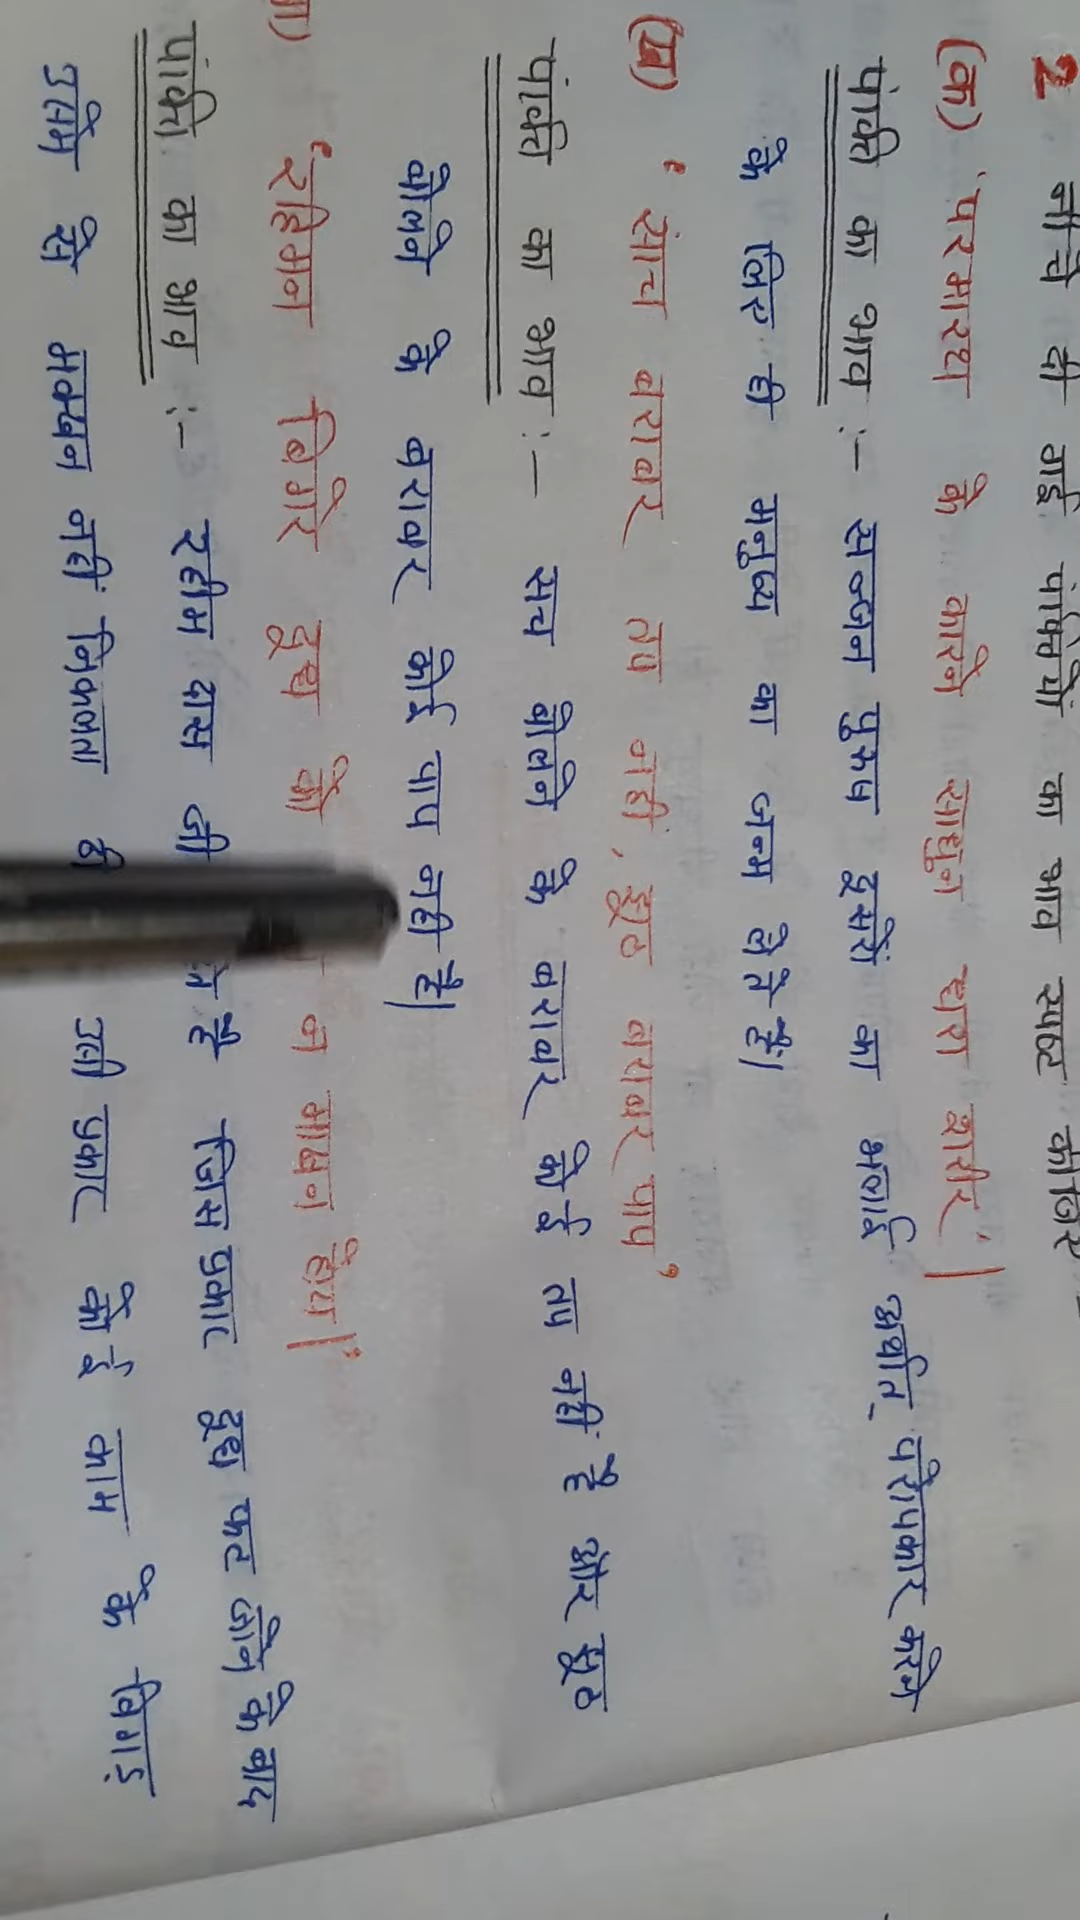 2 नीचे दी गई पंक्तियों का भाव स्पष्ट कीजिए
(क) 'परमारथ के कारने साधुन धारा शरीर'।
पंक्ति का भाव :- सज्जन पुरुष दूसरों का भलाई अर्थात् परोपकार करने
के लिए ही मनुष्य का जन्म लेते हैं।
(ख) 'सांच बराबर तप नहीं, झूठ बराबर पाप'
पंक्ति का भाव :- सच बोलने के बराबर कोई तप नहीं है और झूठ
बोलने के बराबर कोई पाप नहीं है।
'रहिमन बिगरे दूध को न माखन होय।'
पंक्ति का भाव :- रहीम दास जी है जिस प्रकार दूध फट जाने के बाद
उसमें से मक्खन नहीं निकलता ही उसी प्रकार कोई काम के बिगड़